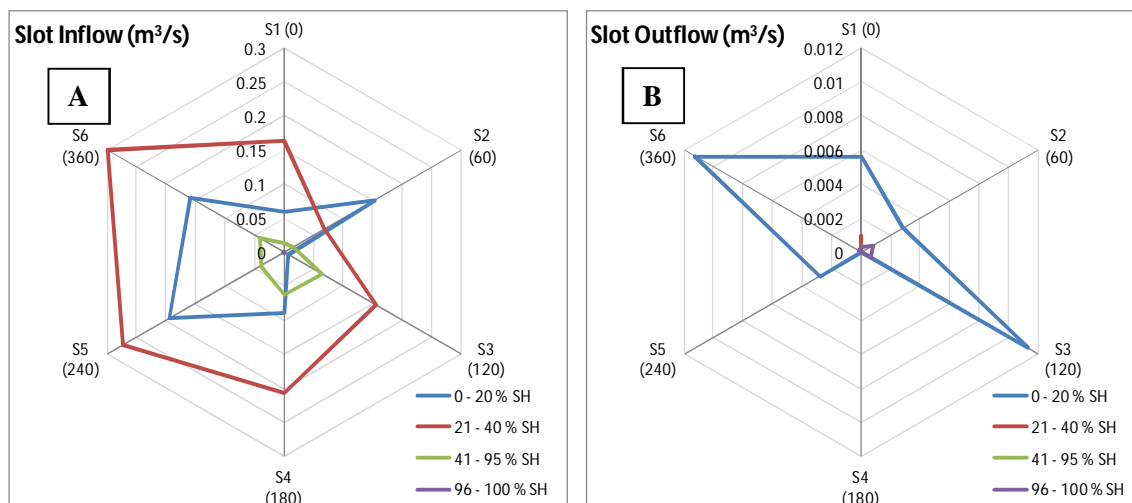 Slot Inflow (m³/s)
S1 (0)
A
0.3
0.25
0.2
0.15
0.1
0.05
0
S2
(60)
S3
(120)
S4
(180)
S5
(240)
S6
(360)
0 - 20 % SH
21 - 40 % SH
41 - 95 % SH
96 - 100 % SH
Slot Outflow (m³/s)
S1 (0)
B
0.012
0.01
0.008
0.006
0.004
0.002
0
S2
(60)
S3
(120)
S4
(180)
S5
(240)
S6
(360)
0 - 20 % SH
21 - 40 % SH
41 - 95 % SH
96 - 100 % SH